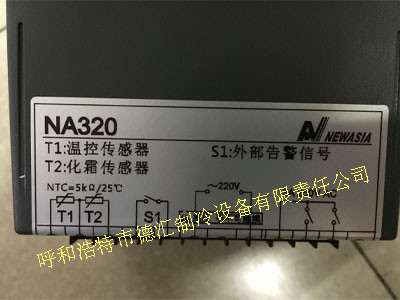 NA320
NEWASIA
T1:温控传感器
S1:外部告警信号
T2:化霜传感器
NTC=5kΩ/25℃
~220V
T1 T2
S1
呼和浩特市德汇制冷设备有限责任公司